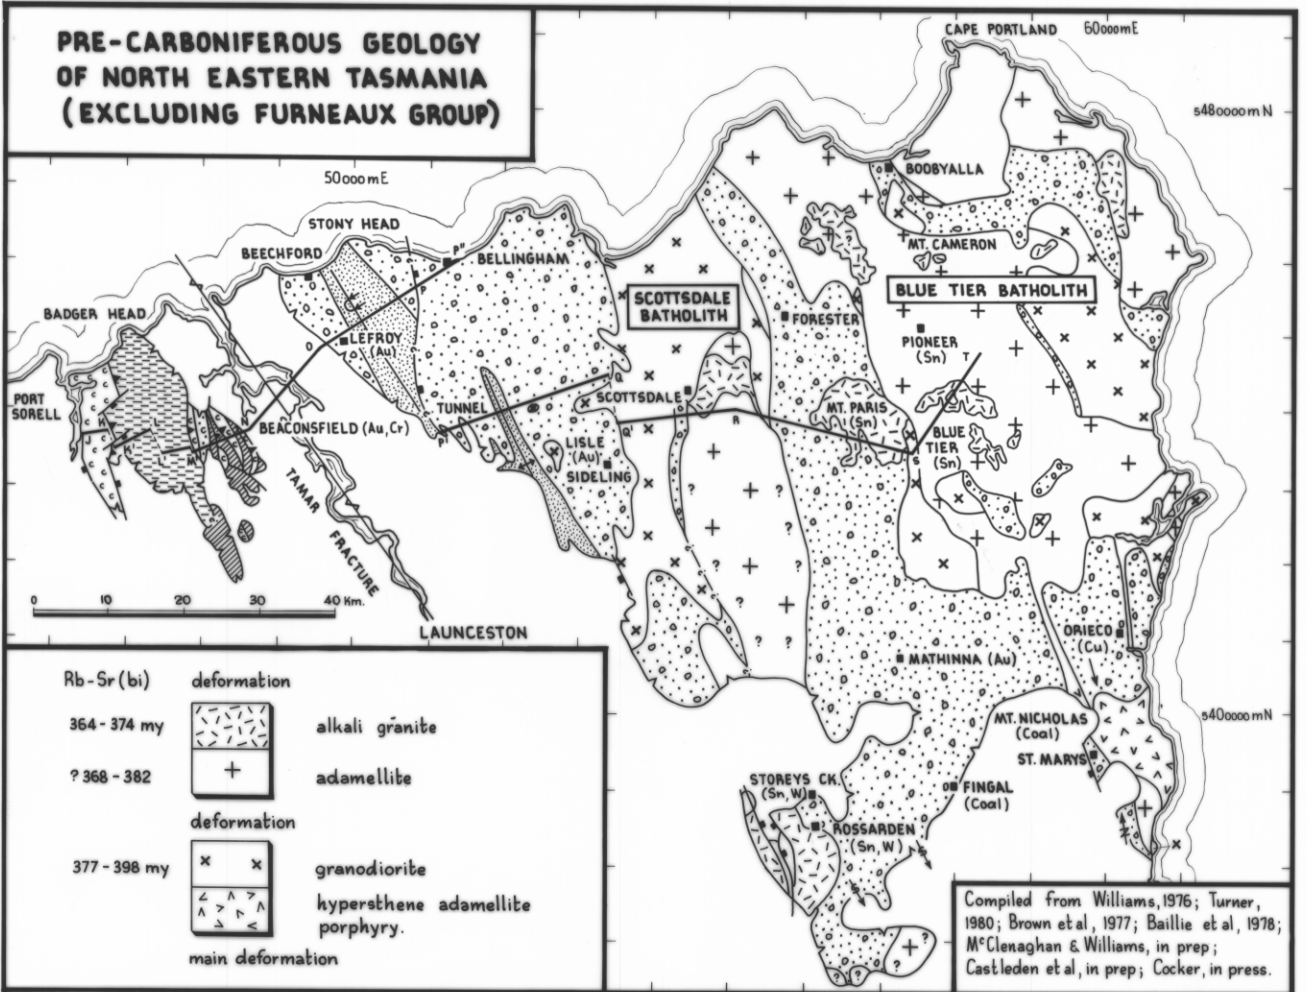 PRE-CARBONIFEROUS GEOLOGY
OF NORTH EASTERN TASMANIA
(EXCLUDING FURNEAUX GROUP)
CAPE PORTLAND
60000mE
5480000mN
50000mE
STONY HEAD
BEECHFORD
BOOBYALLA
P"
BELLINGHAM
MT. CAMERON
P
BADGER HEAD
SCOTTSDALE
BATHOLITH
BLUE TIER BATHOLITH
FORESTER
LEFROY
(Au)
PIONEER
(Sn)
T
PORT
SORELL
Q
SCOTTSDALE
TUNNEL
MT. PARIS
(Sn)
R
BEACONSFIELD (Au,Cr)
Q'
P'
LISLE
(Au)
BLUE
TIER
(Sn)
S
SIDELING
TAMAR
FRACTURE
0 10 20 30 40 Km.
LAUNCESTON
ORIECO
(Cu)
MATHINNA (Au)
MT. NICHOLAS
(Coal)
540000mN
ST. MARYS
STOREYS CK.
(Sn,W)
FINGAL
(Coal)
ROSSARDEN
(Sn,W)
Rb-Sr (bi) deformation
364-374 my alkali granite
? 368-382 adamellite
deformation
377-398 my granodiorite
hypersthene adamellite
porphyry.
main deformation
Compiled from Williams,1976; Turner,
1980; Brown et al, 1977; Baillie et al, 1978;
McClenaghan & Williams, in prep;
Castleden et al, in prep; Cocker, in press.